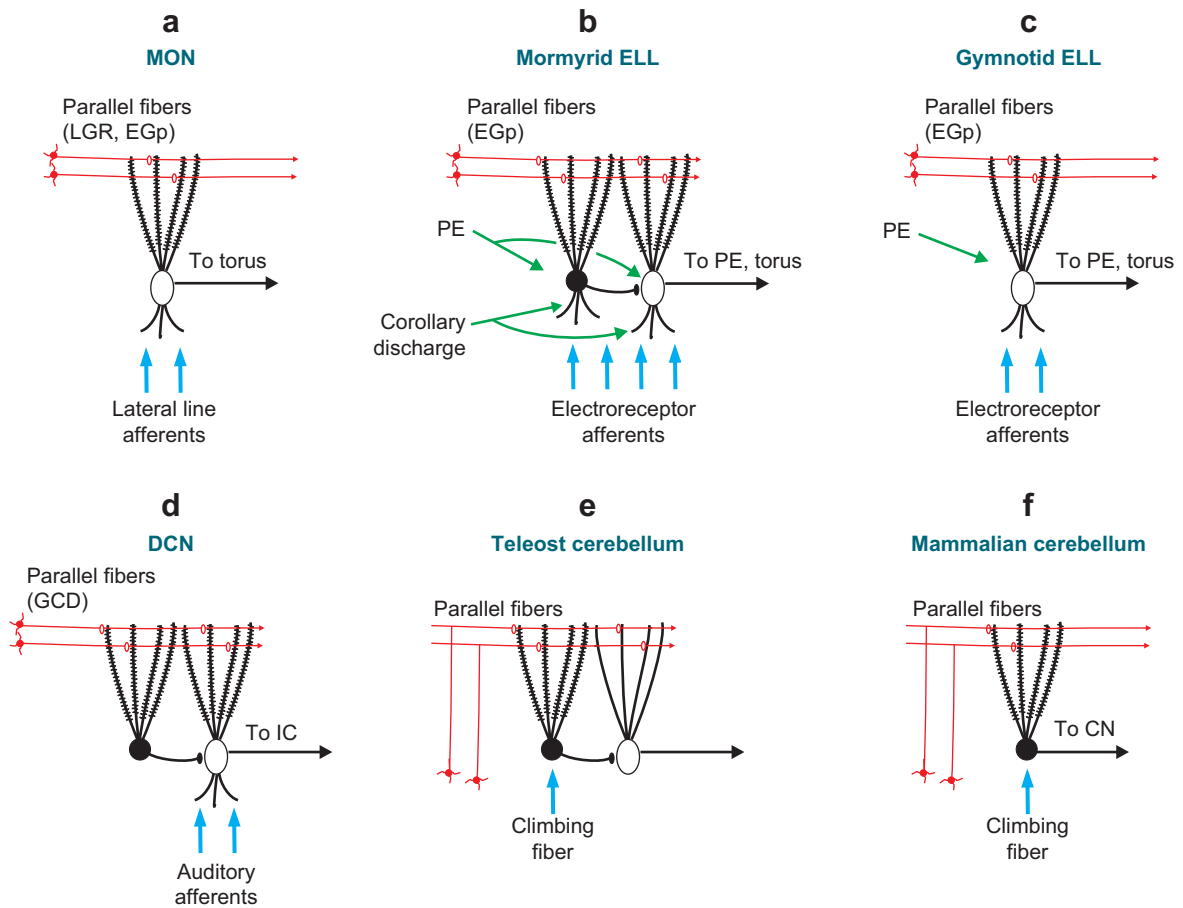 a
MON
Parallel fibers
(LGR, EGp)
To torus
Lateral line
afferents
b
Mormyrid ELL
Parallel fibers
(EGp)
PE
To PE, torus
Corollary
discharge
Electroreceptor
afferents
c
Gymnotid ELL
Parallel fibers
(EGp)
PE
To PE, torus
Electroreceptor
afferents
d
DCN
Parallel fibers
(GCD)
To IC
Auditory
afferents
e
Teleost cerebellum
Parallel fibers
Climbing
fiber
f
Mammalian cerebellum
Parallel fibers
To CN
Climbing
fiber